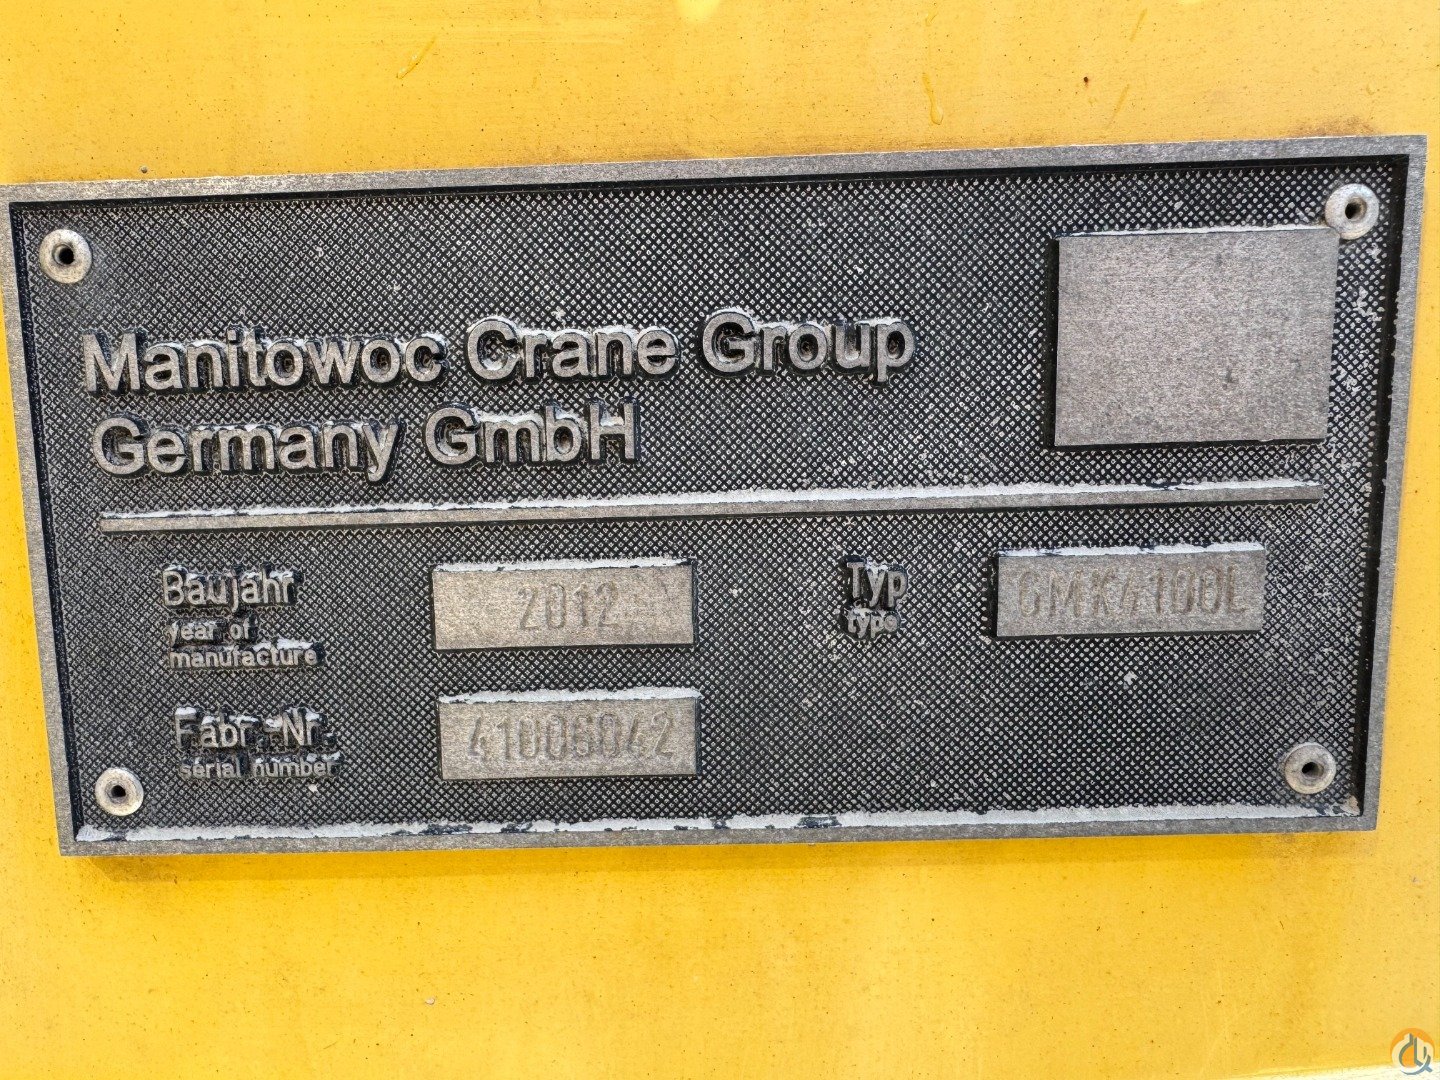 Manitowoc Crane Group
Germany GmbH
Baujahr
year of
manufacture
2012
Typ
type
GMK4100L
Fabr.-Nr.
serial number
41006042